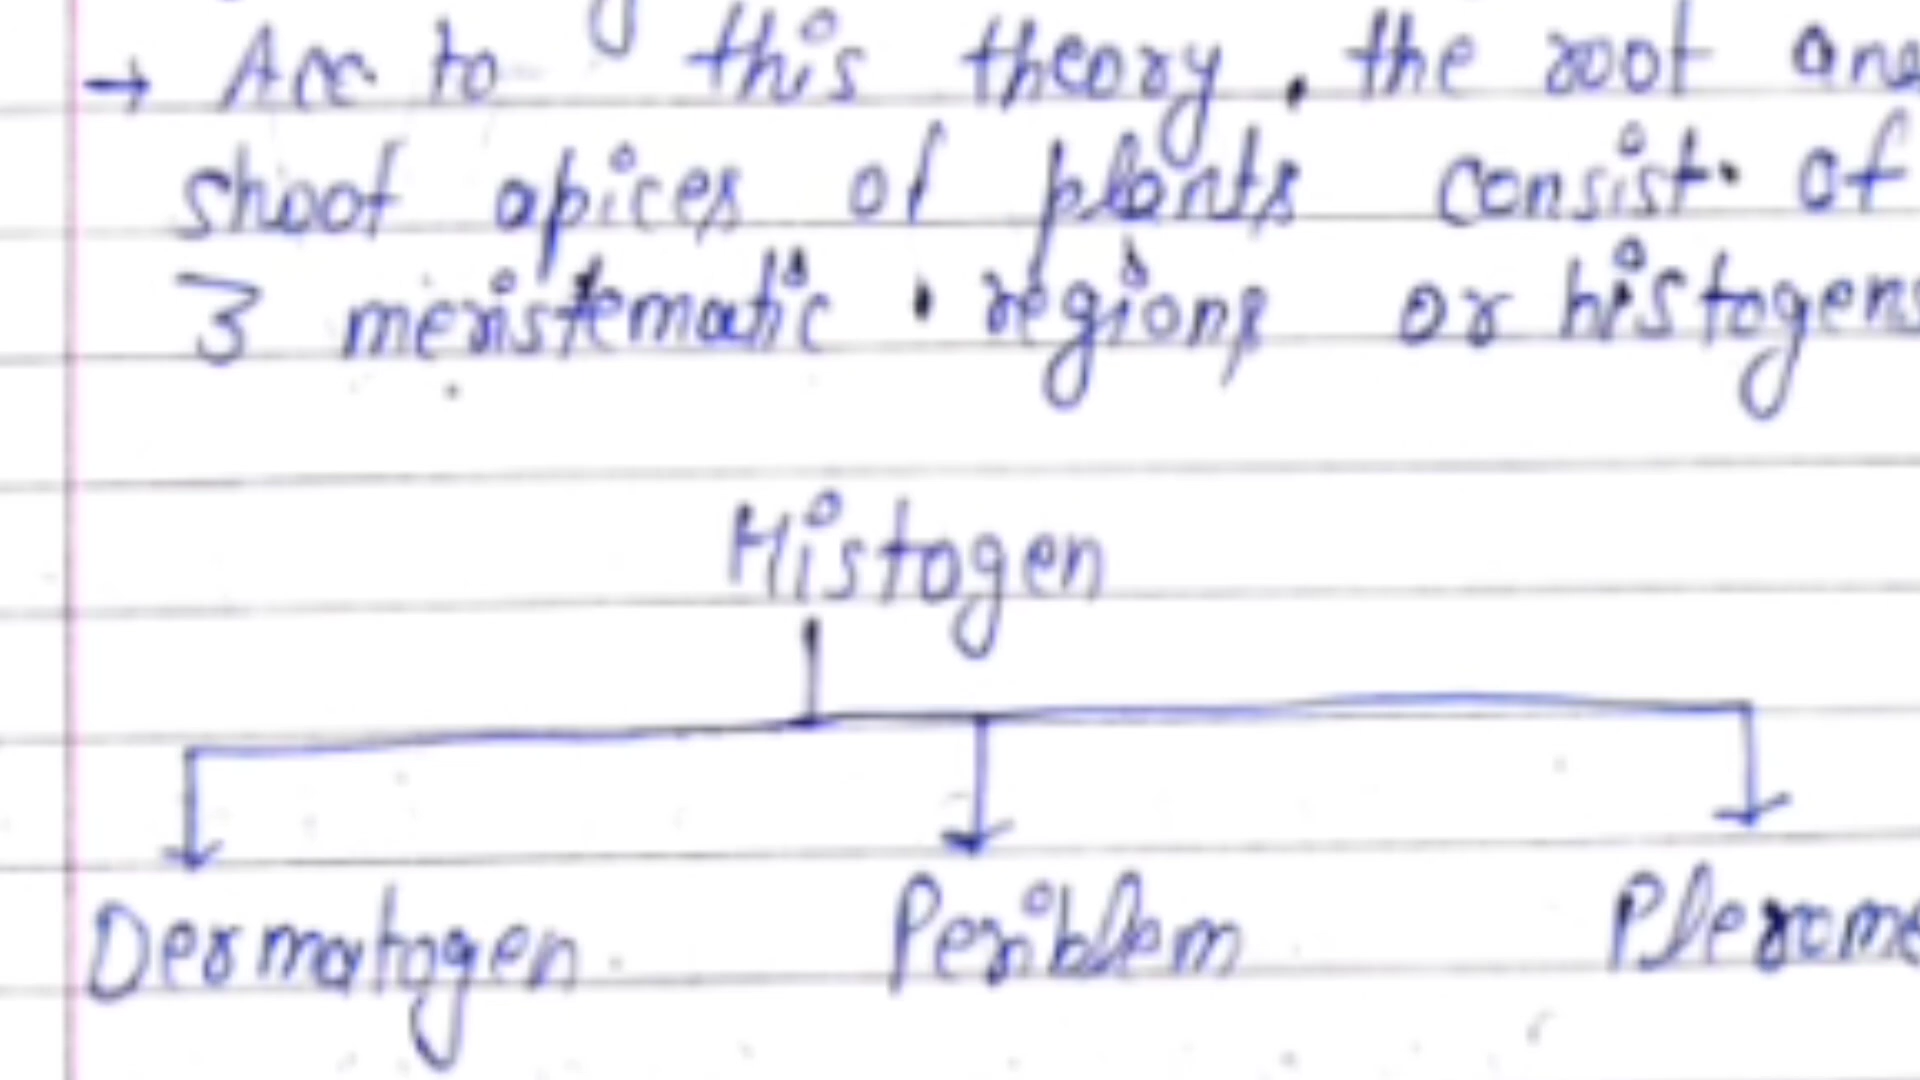 → Acc to this theory, the root and
shoot apices of plants consist of
3 meristematic regions or histogens
Histogen
Dermatogen Periblem Plerome